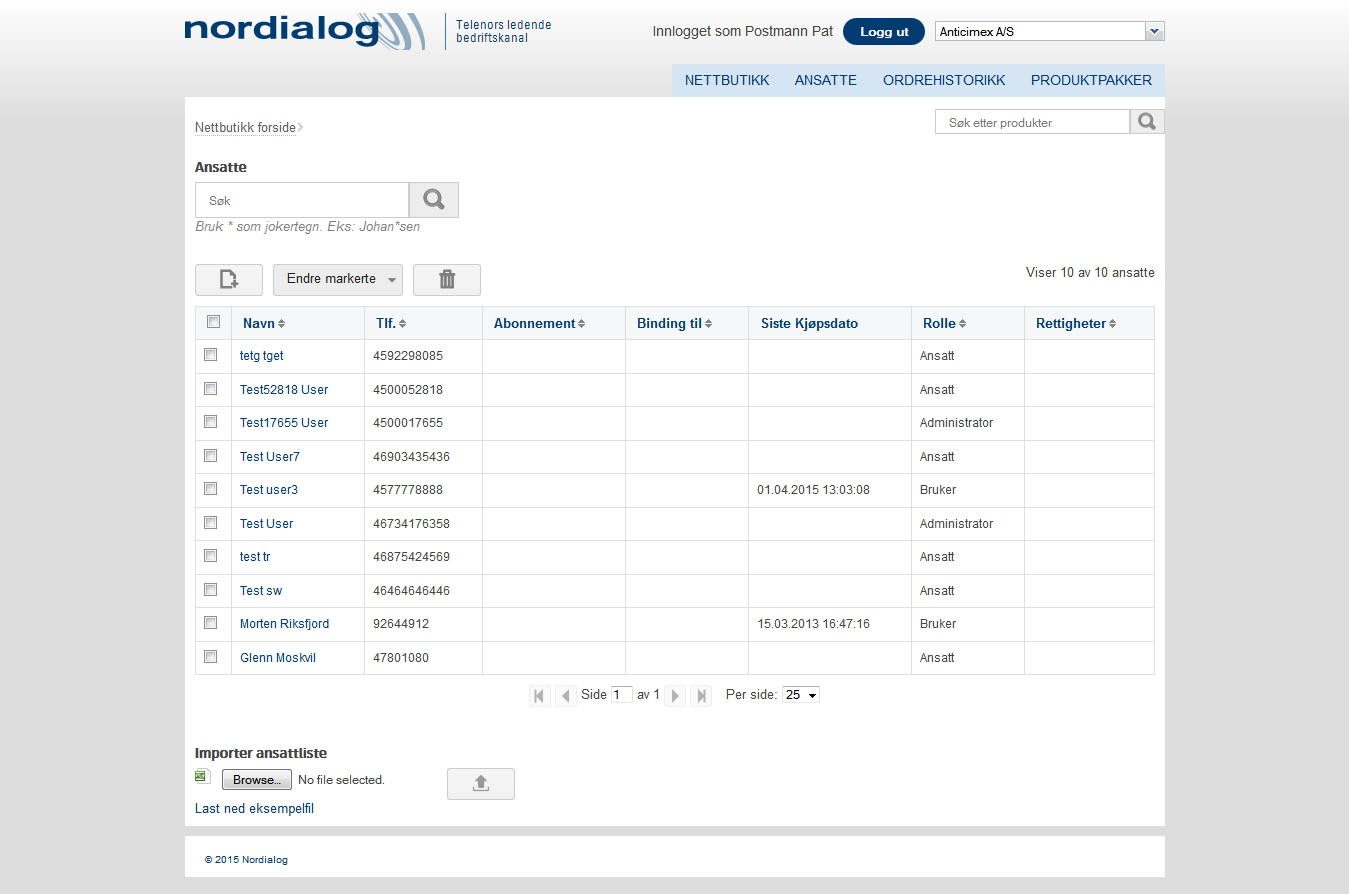 nordialog
Telenors ledende
bedriftskanal
Innlogget som Postmann Pat
Logg ut
Anticimex A/S
NETTBUTIKK ANSATTE ORDREHISTORIKK PRODUKTPAKKER
Nettbutikk forside
Søk etter produkter
Ansatte
Søk
Bruk * som jokertegn. Eks: Johan*sen
Endre markerte
Viser 10 av 10 ansatte
Navn Tlf. Abonnement Binding til Siste Kjøpsdato Rolle Rettigheter
tetg tget 4592298085 Ansatt
Test52818 User 4500052818 Ansatt
Test17655 User 4500017655 Administrator
Test User7 46903435436 Ansatt
Test user3 4577778888 01.04.2015 13:03:08 Bruker
Test User 46734176358 Administrator
test tr 46875424569 Ansatt
Test sw 46464646446 Ansatt
Morten Riksfjord 92644912 15.03.2013 16:47:16 Bruker
Glenn Moskvil 47801080 Ansatt
Side 1 av 1 Per side: 25
Importer ansattliste
Browse... No file selected.
Last ned eksempelfil
© 2015 Nordialog